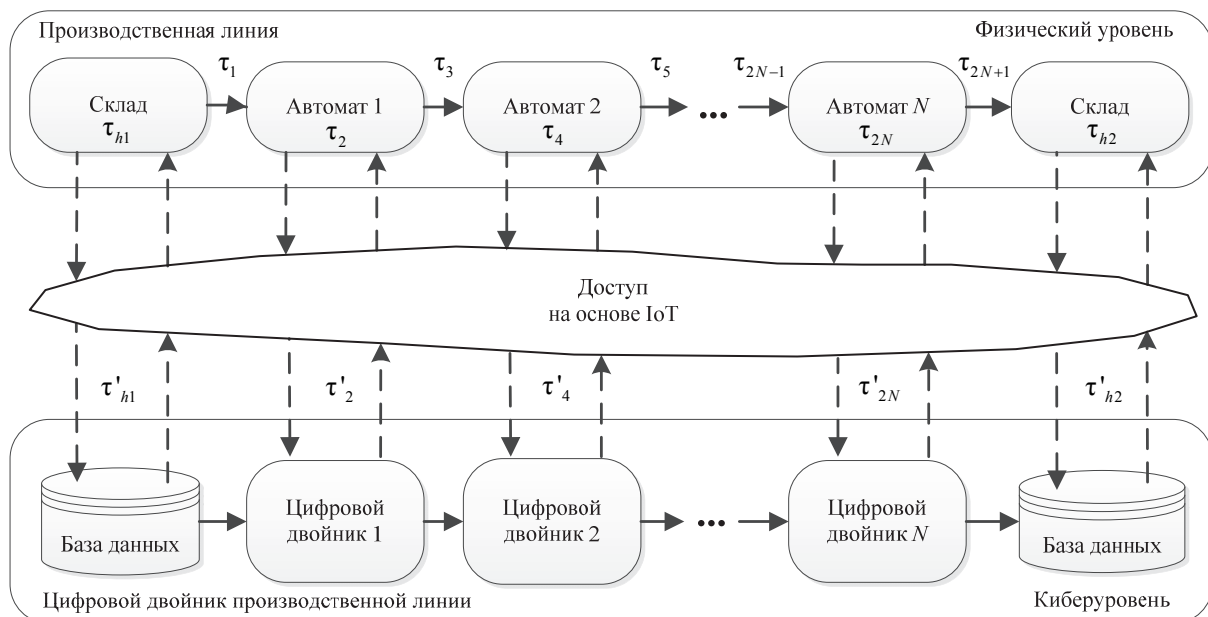 Производственная линия
Физический уровень
τ₁
τ₃
τ₅
τ₂N₋₁
τ₂N₊₁
Склад
τh1
Автомат 1
τ₂
Автомат 2
τ₄
...
Автомат N
τ₂N
Склад
τh2
Доступ
на основе IoT
τ'h1
τ'₂
τ'₄
τ'₂N
τ'h2
База данных
Цифровой
двойник 1
Цифровой
двойник 2
...
Цифровой
двойник N
База данных
Цифровой двойник производственной линии
Киберуровень